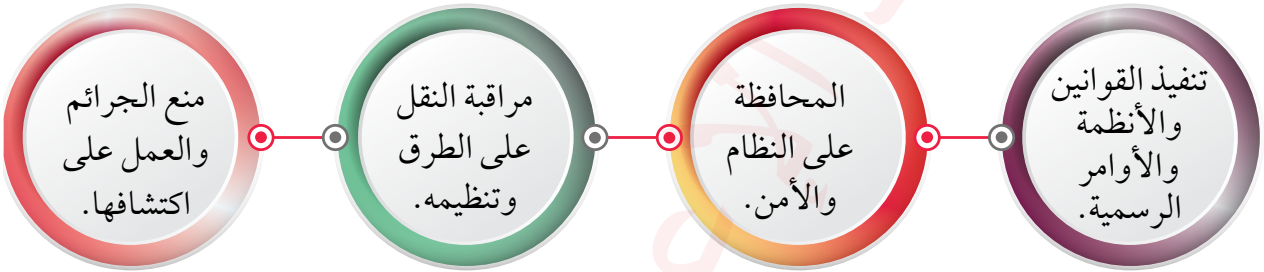 تنفيذ القوانين
والأنظمة
والأوامر
الرسمية.
المحافظة
على النظام
والأمن.
مراقبة النقل
على الطرق
وتنظيمه.
منع الجرائم
والعمل على
اكتشافها.